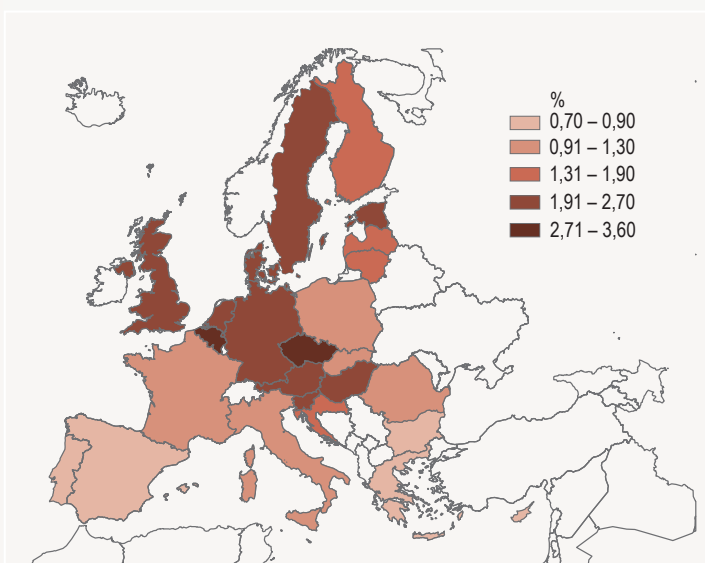 %
0,70 – 0,90
0,91 – 1,30
1,31 – 1,90
1,91 – 2,70
2,71 – 3,60